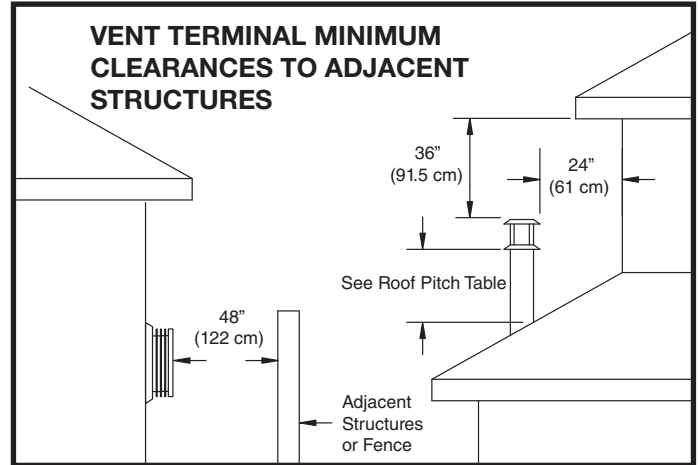 VENT TERMINAL MINIMUM
CLEARANCES TO ADJACENT
STRUCTURES
36”
(91.5 cm)
24”
(61 cm)
See Roof Pitch Table
48”
(122 cm)
Adjacent
Structures
or Fence